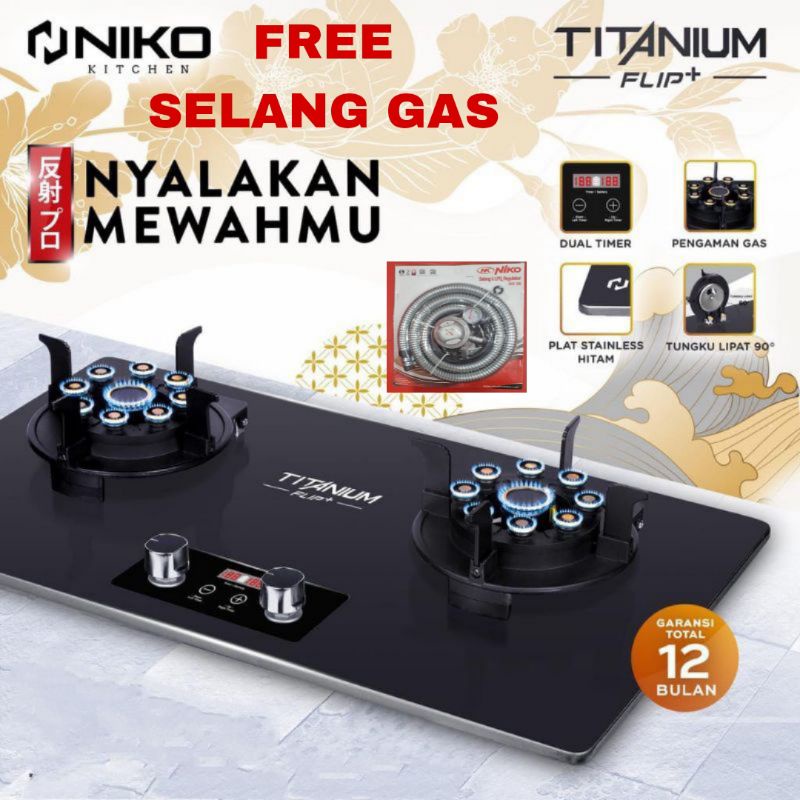 NIKO
KITCHEN
FREE
SELANG GAS
TITANIUM
FLIP+
反射プロ
NYALAKAN
MEWAHMU
DUAL TIMER
PENGAMAN GAS
PLAT STAINLESS
HITAM
TUNGKU LIPAT 90°
NIKO
TITANIUM
FLIP+
GARANSI
TOTAL
12
BULAN